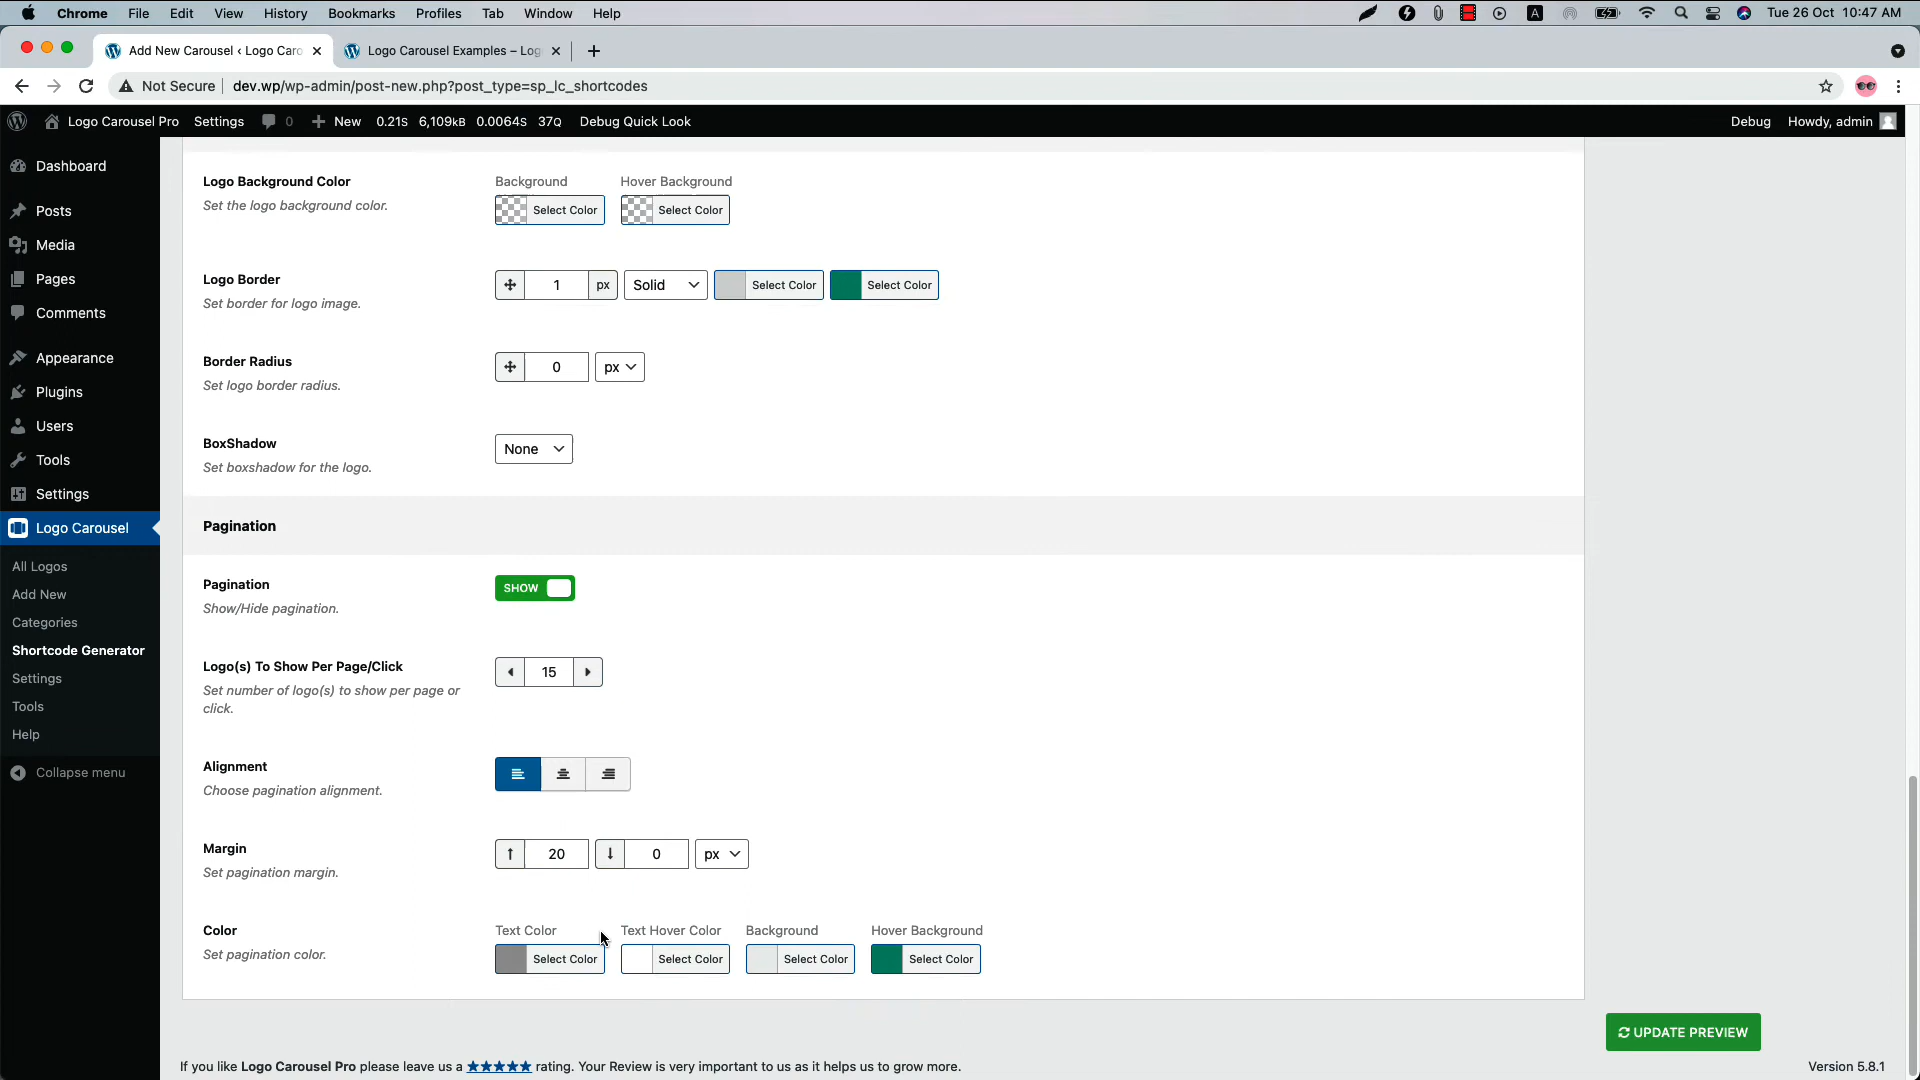 Chrome File Edit View History Bookmarks Profiles Tab Window Help A Tue 26 Oct 10:47 AM
Add New Carousel ‹ Logo Caro Logo Carousel Examples – Log
Not Secure dev.wp/wp-admin/post-new.php?post_type=sp_lc_shortcodes
Logo Carousel Pro Settings 0 New 0.21S 6,109KB 0.0064S 37Q Debug Quick Look Debug Howdy, admin
Dashboard
Posts
Media
Pages
Comments
Appearance
Plugins
Users
Tools
Settings
Logo Carousel
All Logos
Add New
Categories
Shortcode Generator
Settings
Tools
Help
Collapse menu
Logo Background Color
Set the logo background color.
Background Hover Background
Select Color Select Color
Logo Border
Set border for logo image.
1 px Solid Select Color Select Color
Border Radius
Set logo border radius.
0 px
BoxShadow
Set boxshadow for the logo.
None
Pagination
Pagination
Show/Hide pagination.
SHOW
Logo(s) To Show Per Page/Click
Set number of logo(s) to show per page or
click.
15
Alignment
Choose pagination alignment.
Margin
Set pagination margin.
20 0 px
Color
Set pagination color.
Text Color Text Hover Color Background Hover Background
Select Color Select Color Select Color Select Color
UPDATE PREVIEW
If you like Logo Carousel Pro please leave us a ★★★★★ rating. Your Review is very important to us as it helps us to grow more.
Version 5.8.1